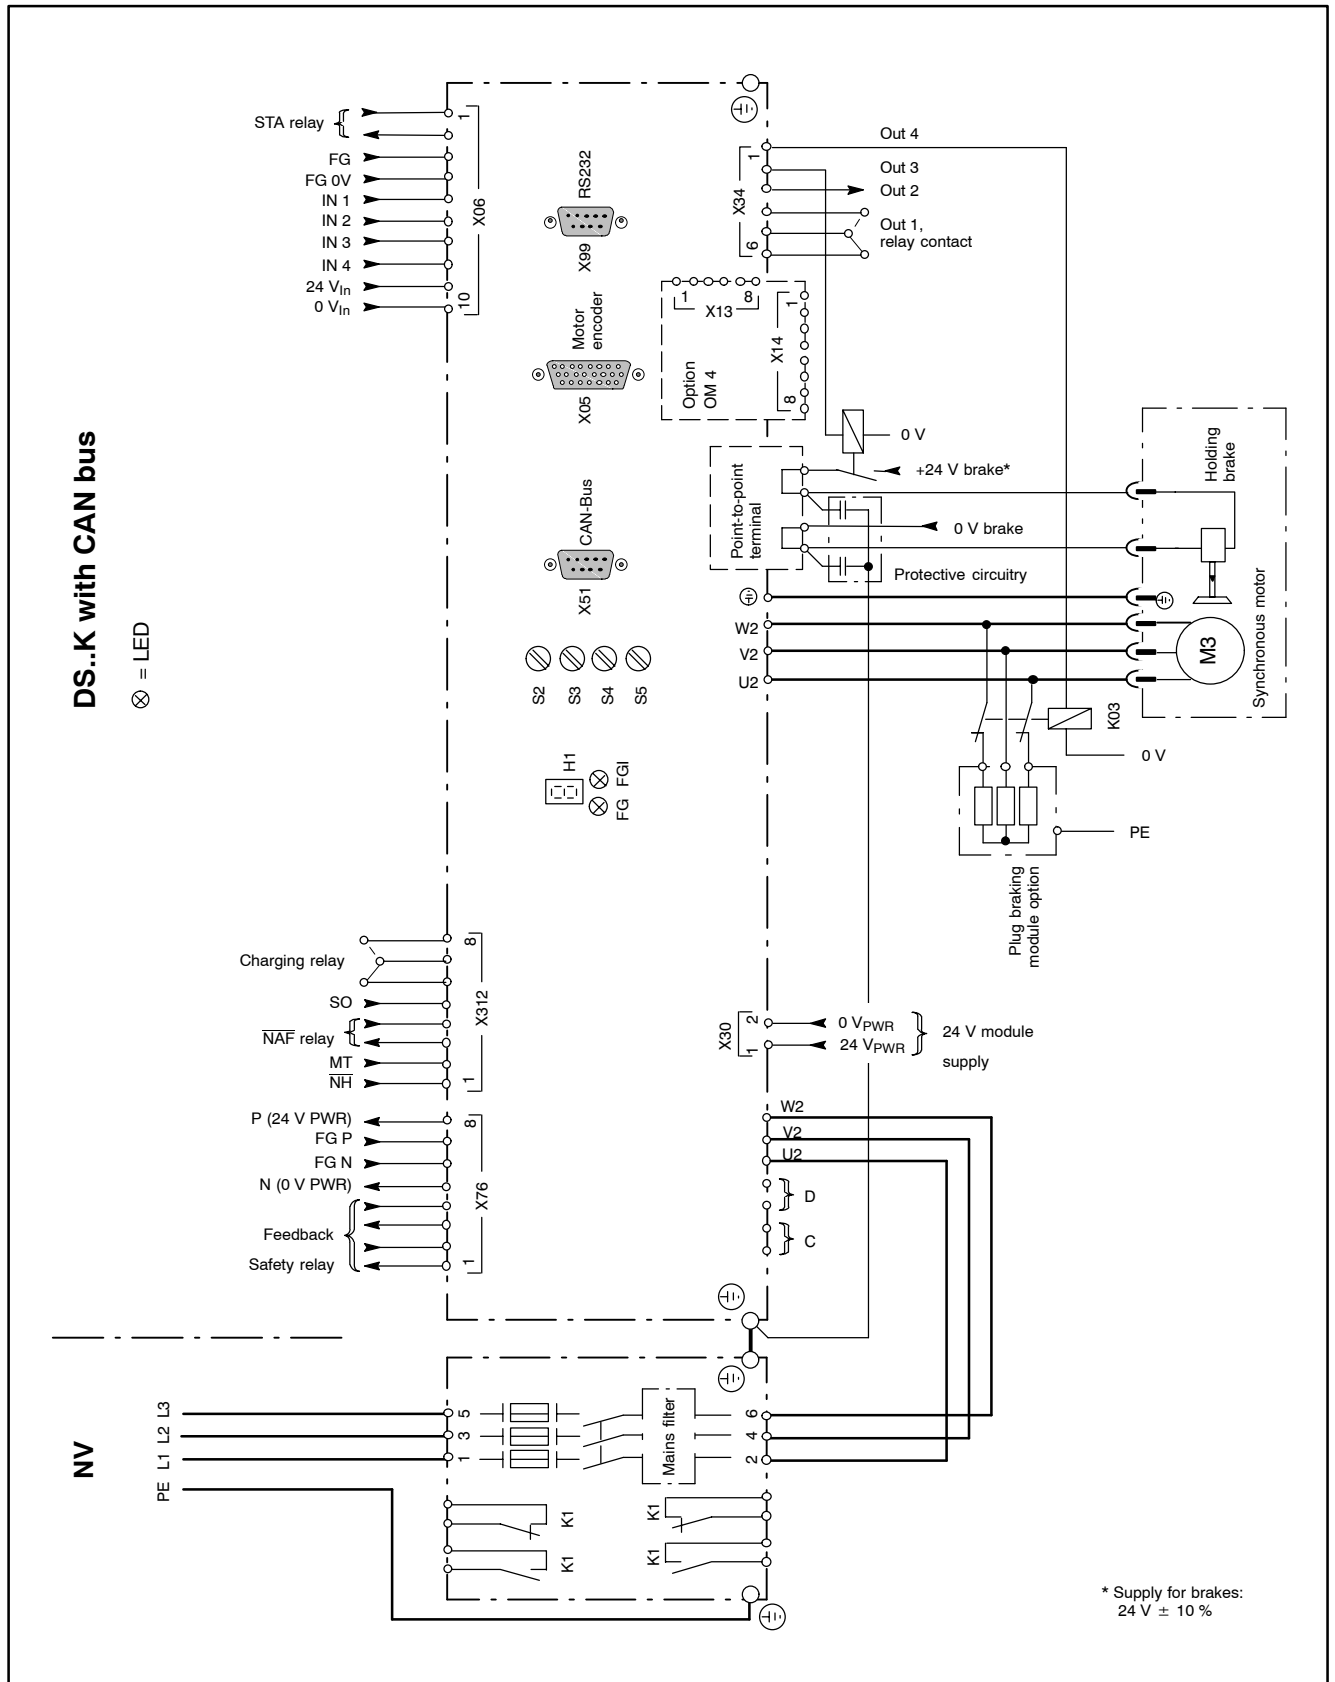 DS..K with CAN bus
= LED
STA relay
FG
FG 0V
IN 1
IN 2
IN 3
IN 4
24 VIn
0 VIn
1
10
X06
RS232
X99
Motor
encoder
X05
CAN-Bus
X51
S2
S3
S4
S5
H1
FG
FGI
X34
1
6
Out 4
Out 3
Out 2
Out 1,
relay contact
1
8
X13
X14
1
8
Option
OM 4
0 V
+24 V brake*
Point-to-point
terminal
0 V brake
Protective circuitry
Holding
brake
Synchronous motor
M3
W2
V2
U2
K03
0 V
PE
Plug braking
module option
Charging relay
SO
NAF relay
MT
NH
8
1
X312
X30
2
1
0 VPWR
24 VPWR
24 V module
supply
P (24 V PWR)
FG P
FG N
N (0 V PWR)
Feedback
Safety relay
8
1
X76
W2
V2
U2
D
C
NV
L3
L2
L1
PE
5
3
1
Mains filter
6
4
2
K1
K1
K1
K1
* Supply for brakes:
24 V ± 10 %